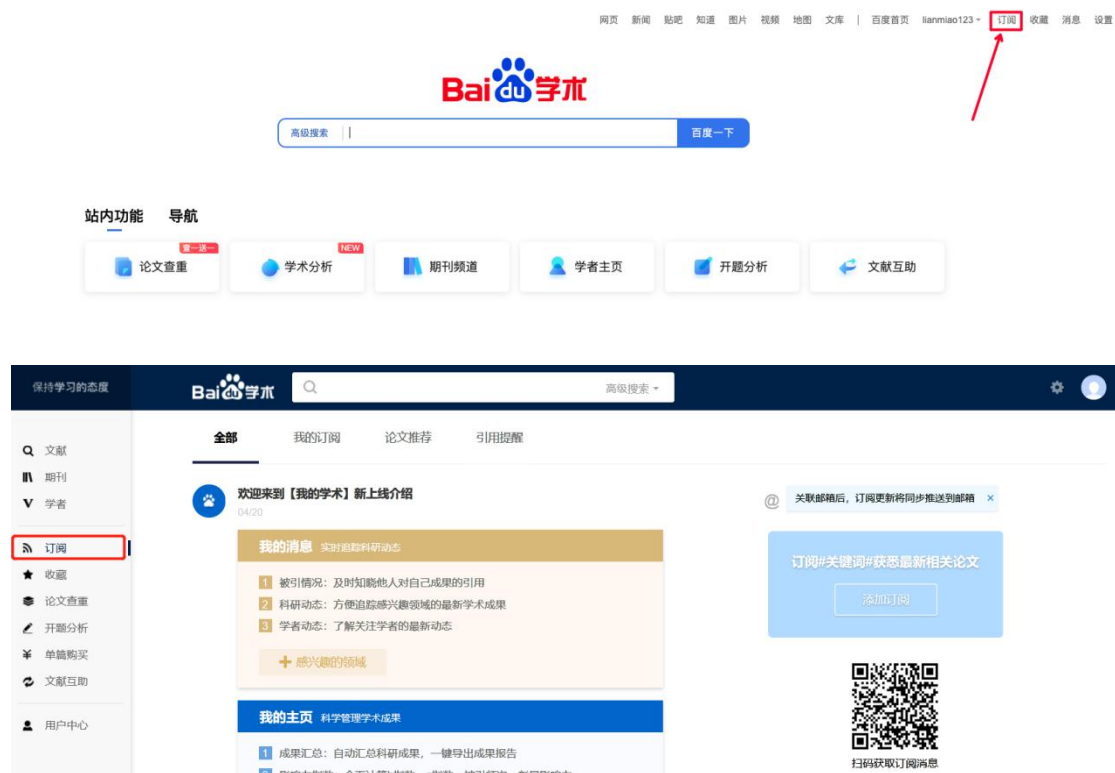 网页 新闻 贴吧 知道 图片 视频 地图 文库 | 百度首页 lianmiao123 订阅 收藏 消息 设置
Bai du 学术
高级搜索 百度一下
站内功能 导航
查一送一 NEW
论文查重 学术分析 期刊频道 学者主页 开题分析 文献互助
保持学习的态度 Bai du 学术 高级搜索
全部 我的订阅 论文推荐 引用提醒
文献
期刊
学者
订阅
收藏
论文查重
开题分析
单篇购买
文献互助
用户中心
欢迎来到【我的学术】新上线介绍
04/20
我的消息 实时追踪科研动态
1 被引情况：及时知晓他人对自己成果的引用
2 科研动态：方便追踪感兴趣领域的最新学术成果
3 学者动态：了解关注学者的最新动态
+ 感兴趣的领域
我的主页 科学管理学术成果
1 成果汇总：自动汇总科研成果，一键导出成果报告
@ 关联邮箱后，订阅更新将同步推送到邮箱 ×
订阅#关键词#获悉最新相关论文
添加订阅
扫码获取订阅消息